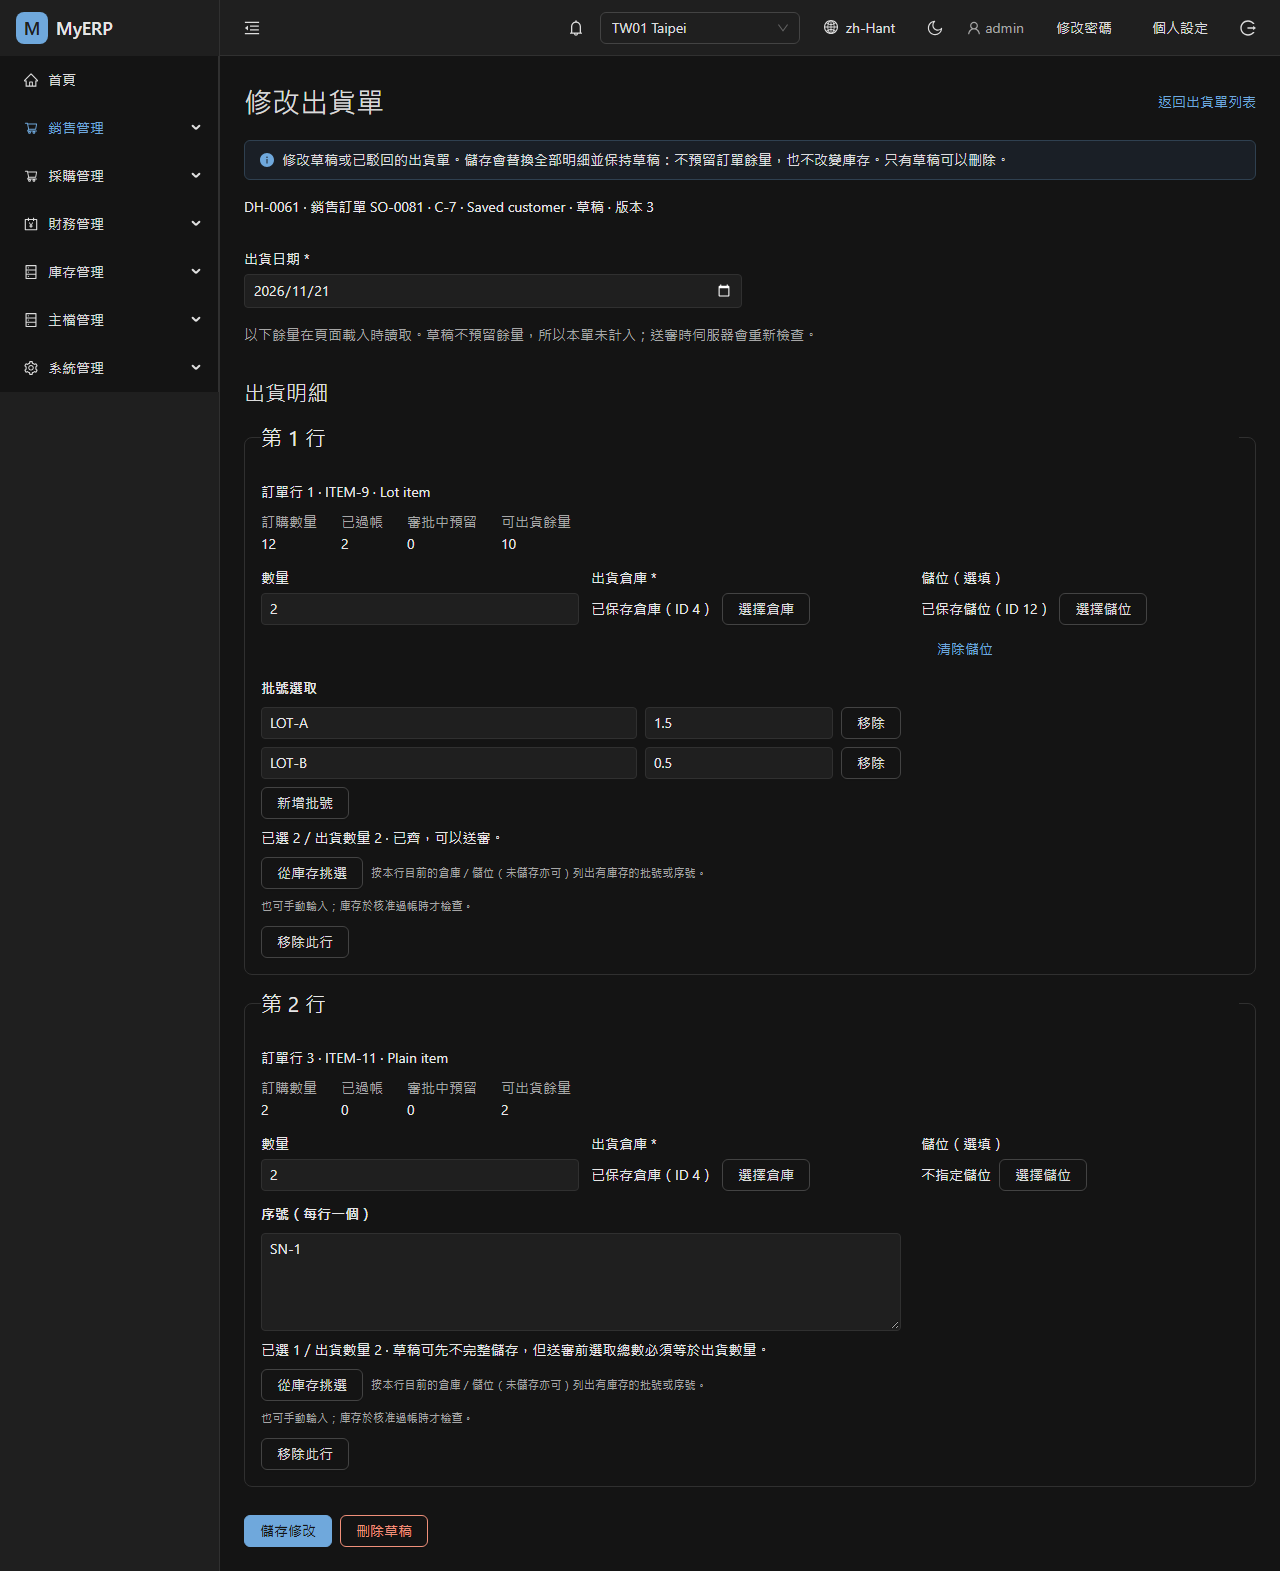 M MyERP
TW01 Taipei
zh-Hant
admin
修改密碼
個人設定
首頁
銷售管理
採購管理
財務管理
庫存管理
主檔管理
系統管理
修改出貨單
返回出貨單列表
修改草稿或已駁回的出貨單。儲存會替換全部明細並保持草稿：不預留訂單餘量，也不改變庫存。只有草稿可以刪除。
DH-0061 · 銷售訂單 SO-0081 · C-7 · Saved customer · 草稿 · 版本 3
出貨日期 *
2026/11/21
以下餘量在頁面載入時讀取。草稿不預留餘量，所以本單未計入；送審時伺服器會重新檢查。
出貨明細
第 1 行
訂單行 1 · ITEM-9 · Lot item
訂購數量 已過帳 審批中預留 可出貨餘量
12 2 0 10
數量 出貨倉庫 * 儲位（選填）
2 已保存倉庫（ID 4） 選擇倉庫 已保存儲位（ID 12） 選擇儲位
清除儲位
批號選取
LOT-A 1.5 移除
LOT-B 0.5 移除
新增批號
已選 2 / 出貨數量 2 · 已齊，可以送審。
從庫存挑選 按本行目前的倉庫 / 儲位（未儲存亦可）列出有庫存的批號或序號。
也可手動輸入；庫存於核准過帳時才檢查。
移除此行
第 2 行
訂單行 3 · ITEM-11 · Plain item
訂購數量 已過帳 審批中預留 可出貨餘量
2 0 0 2
數量 出貨倉庫 * 儲位（選填）
2 已保存倉庫（ID 4） 選擇倉庫 不指定儲位 選擇儲位
序號（每行一個）
SN-1
已選 1 / 出貨數量 2 · 草稿可先不完整儲存，但送審前選取總數必須等於出貨數量。
從庫存挑選 按本行目前的倉庫 / 儲位（未儲存亦可）列出有庫存的批號或序號。
也可手動輸入；庫存於核准過帳時才檢查。
移除此行
儲存修改 刪除草稿